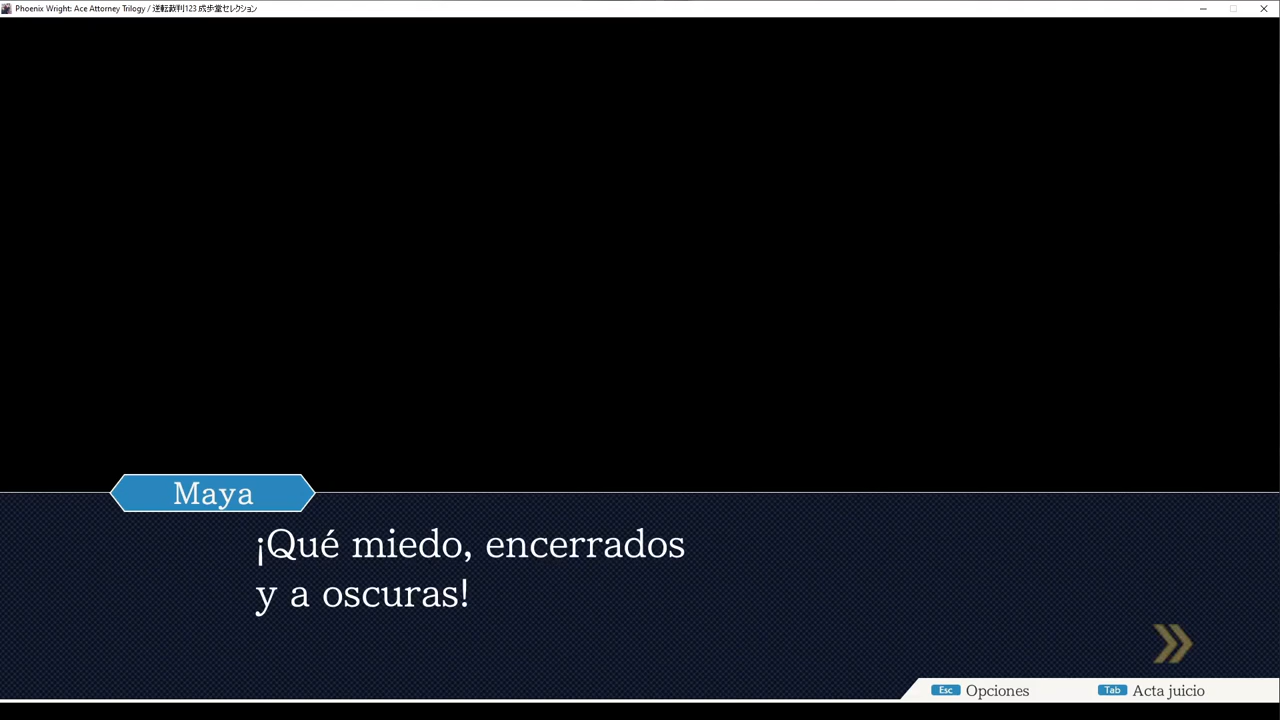 Phoenix Wright: Ace Attorney Trilogy / 逆転裁判123 成歩堂セレクション
Maya
¡Qué miedo, encerrados
y a oscuras!
Esc Opciones Tab Acta juicio